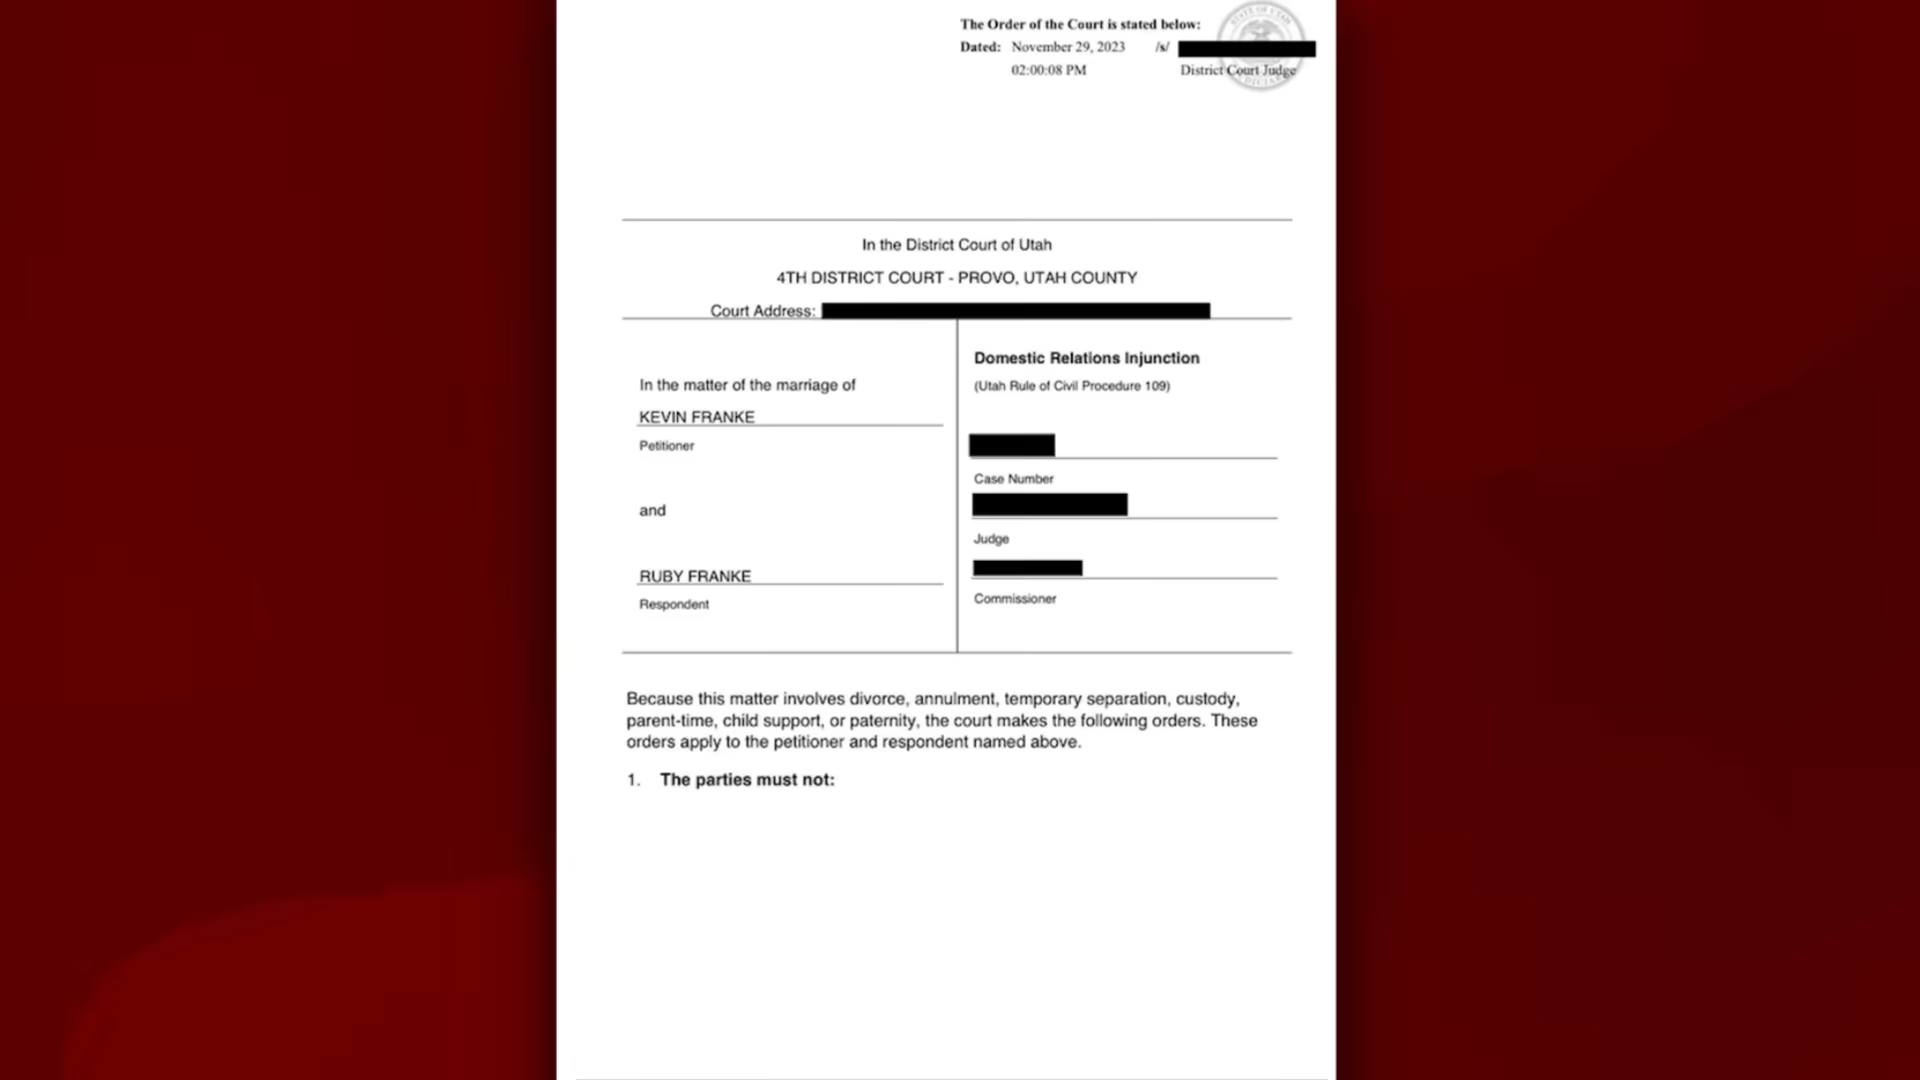 The Order of the Court is stated below:
Dated: November 29, 2023 /s/
02:00:08 PM District Court Judge
STATE OF UTAH
In the District Court of Utah
4TH DISTRICT COURT - PROVO, UTAH COUNTY
Court Address:
Domestic Relations Injunction
In the matter of the marriage of
(Utah Rule of Civil Procedure 109)
KEVIN FRANKE
Petitioner
Case Number
and
Judge
RUBY FRANKE
Respondent
Commissioner
Because this matter involves divorce, annulment, temporary separation, custody,
parent-time, child support, or paternity, the court makes the following orders. These
orders apply to the petitioner and respondent named above.
1. The parties must not: